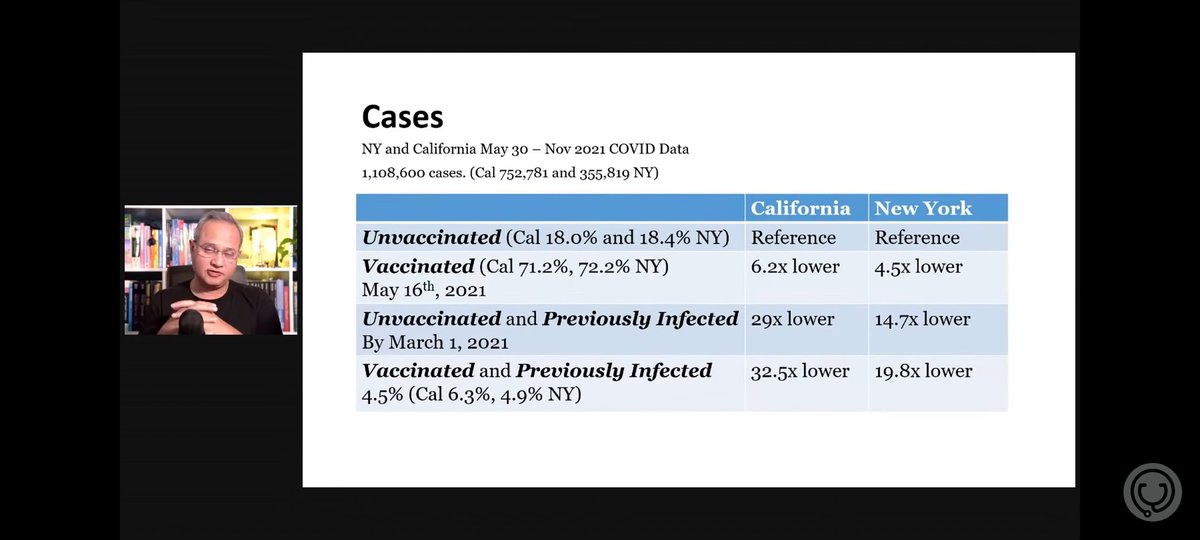 Cases
NY and California May 30 – Nov 2021 COVID Data
1,108,600 cases. (Cal 752,781 and 355,819 NY)
California New York
Unvaccinated (Cal 18.0% and 18.4% NY) Reference Reference
Vaccinated (Cal 71.2%, 72.2% NY) 6.2x lower 4.5x lower
May 16th, 2021
Unvaccinated and Previously Infected 29x lower 14.7x lower
By March 1, 2021
Vaccinated and Previously Infected 32.5x lower 19.8x lower
4.5% (Cal 6.3%, 4.9% NY)